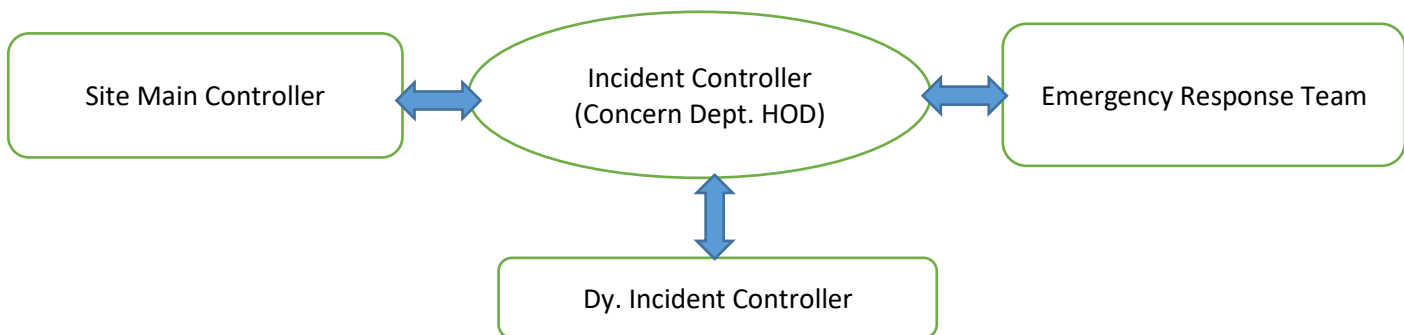 Site Main Controller
Incident Controller
(Concern Dept. HOD)
Emergency Response Team
Dy. Incident Controller